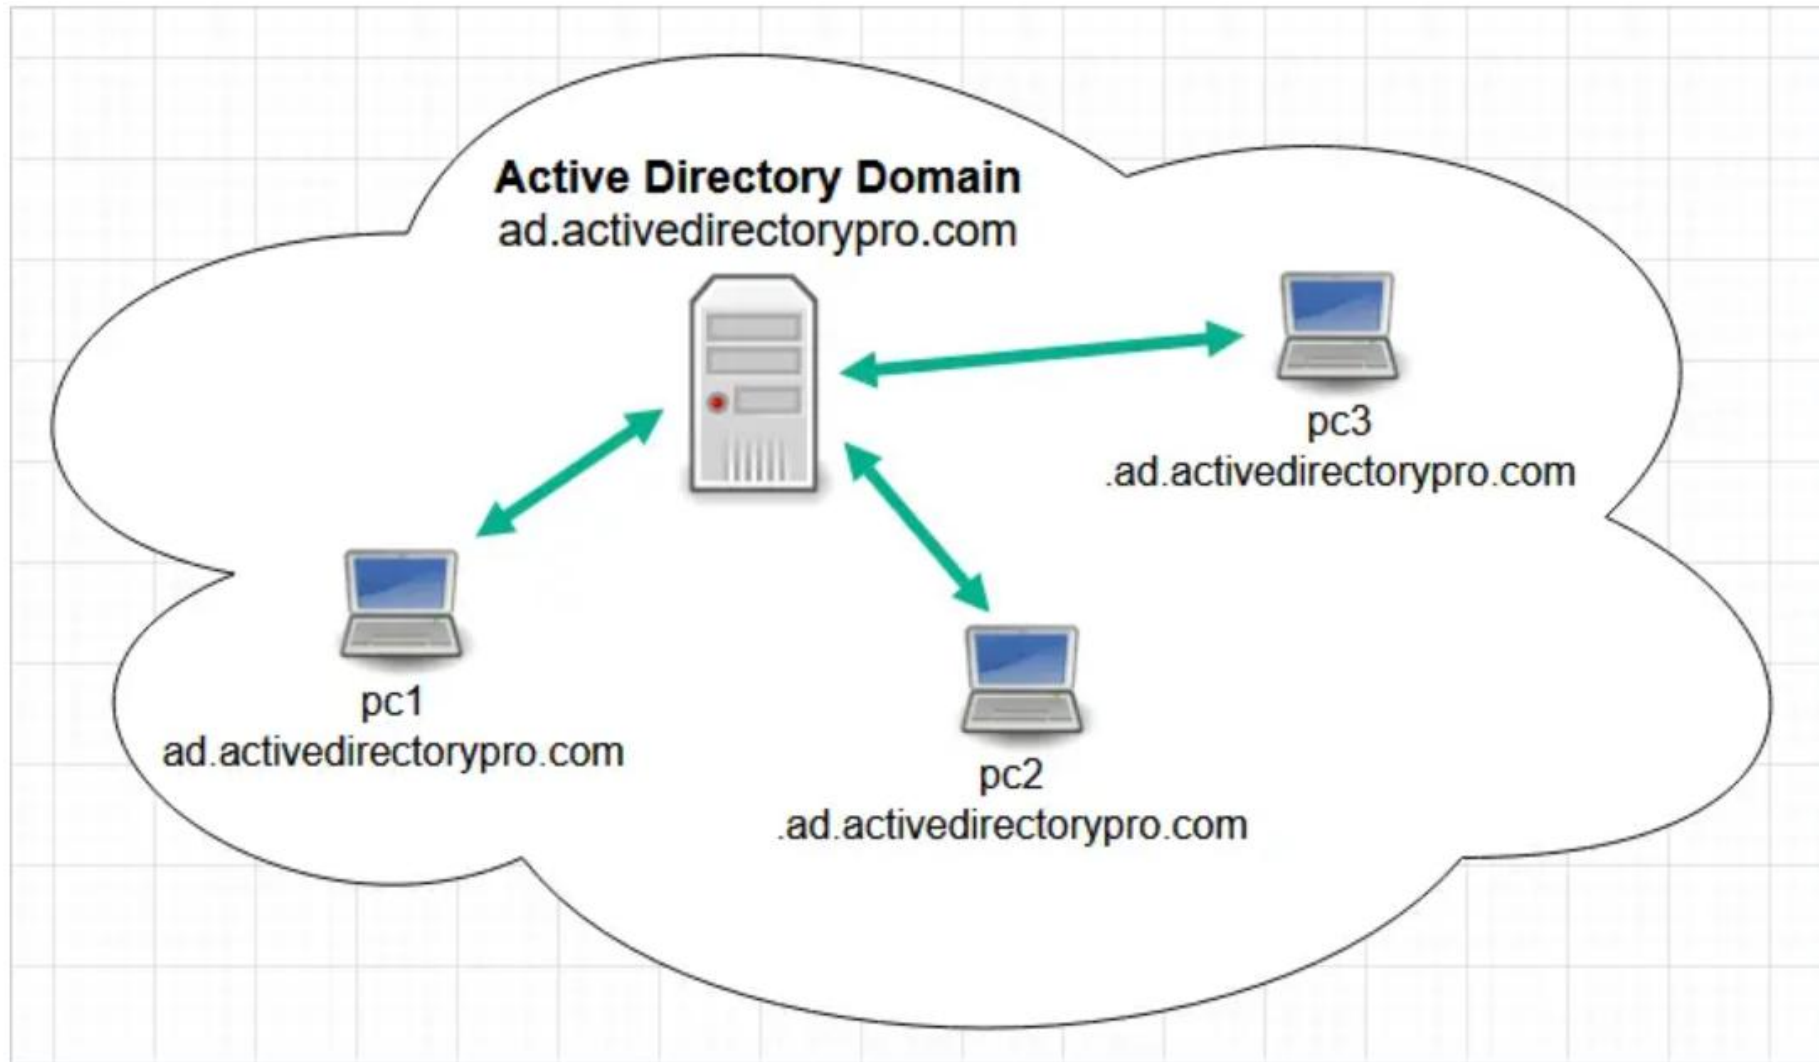 Active Directory Domain
ad.activedirectorypro.com
pc3
.ad.activedirectorypro.com
pc1
ad.activedirectorypro.com
pc2
.ad.activedirectorypro.com